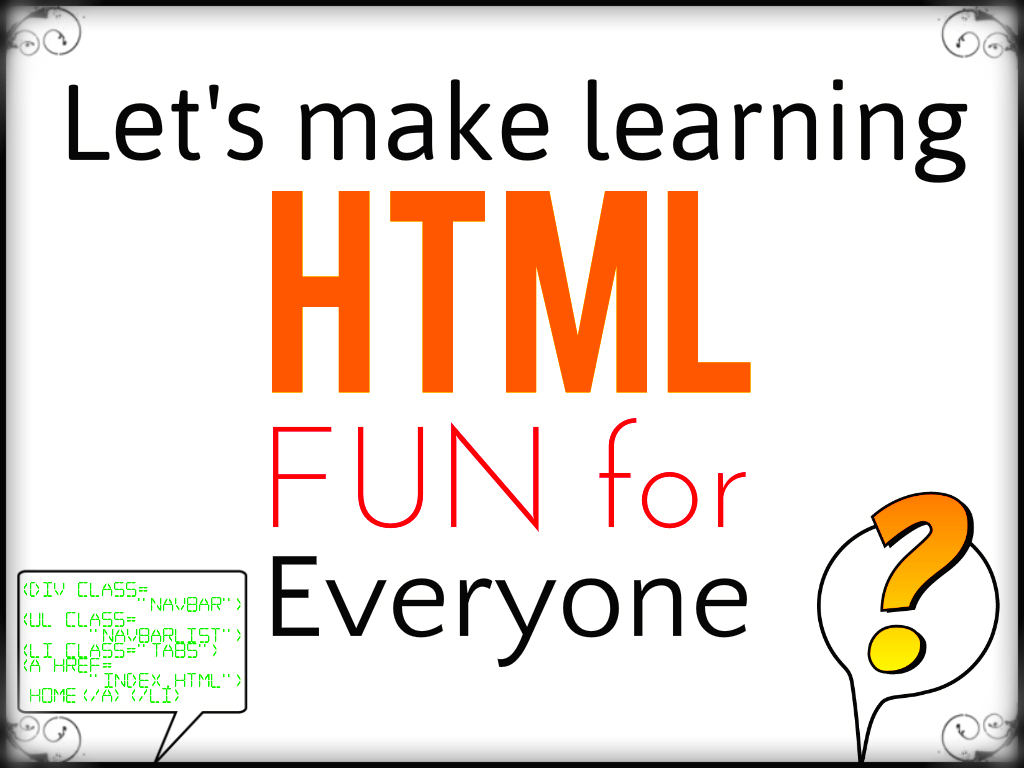 Let's make learning
HTML
FUN for
Everyone
<DIV CLASS=
"NAVBAR">
<UL CLASS=
"NAVBARLIST">
<LI CLASS="TABS">
<A HREF=
"INDEX.HTML">
HOME</A></LI>
?